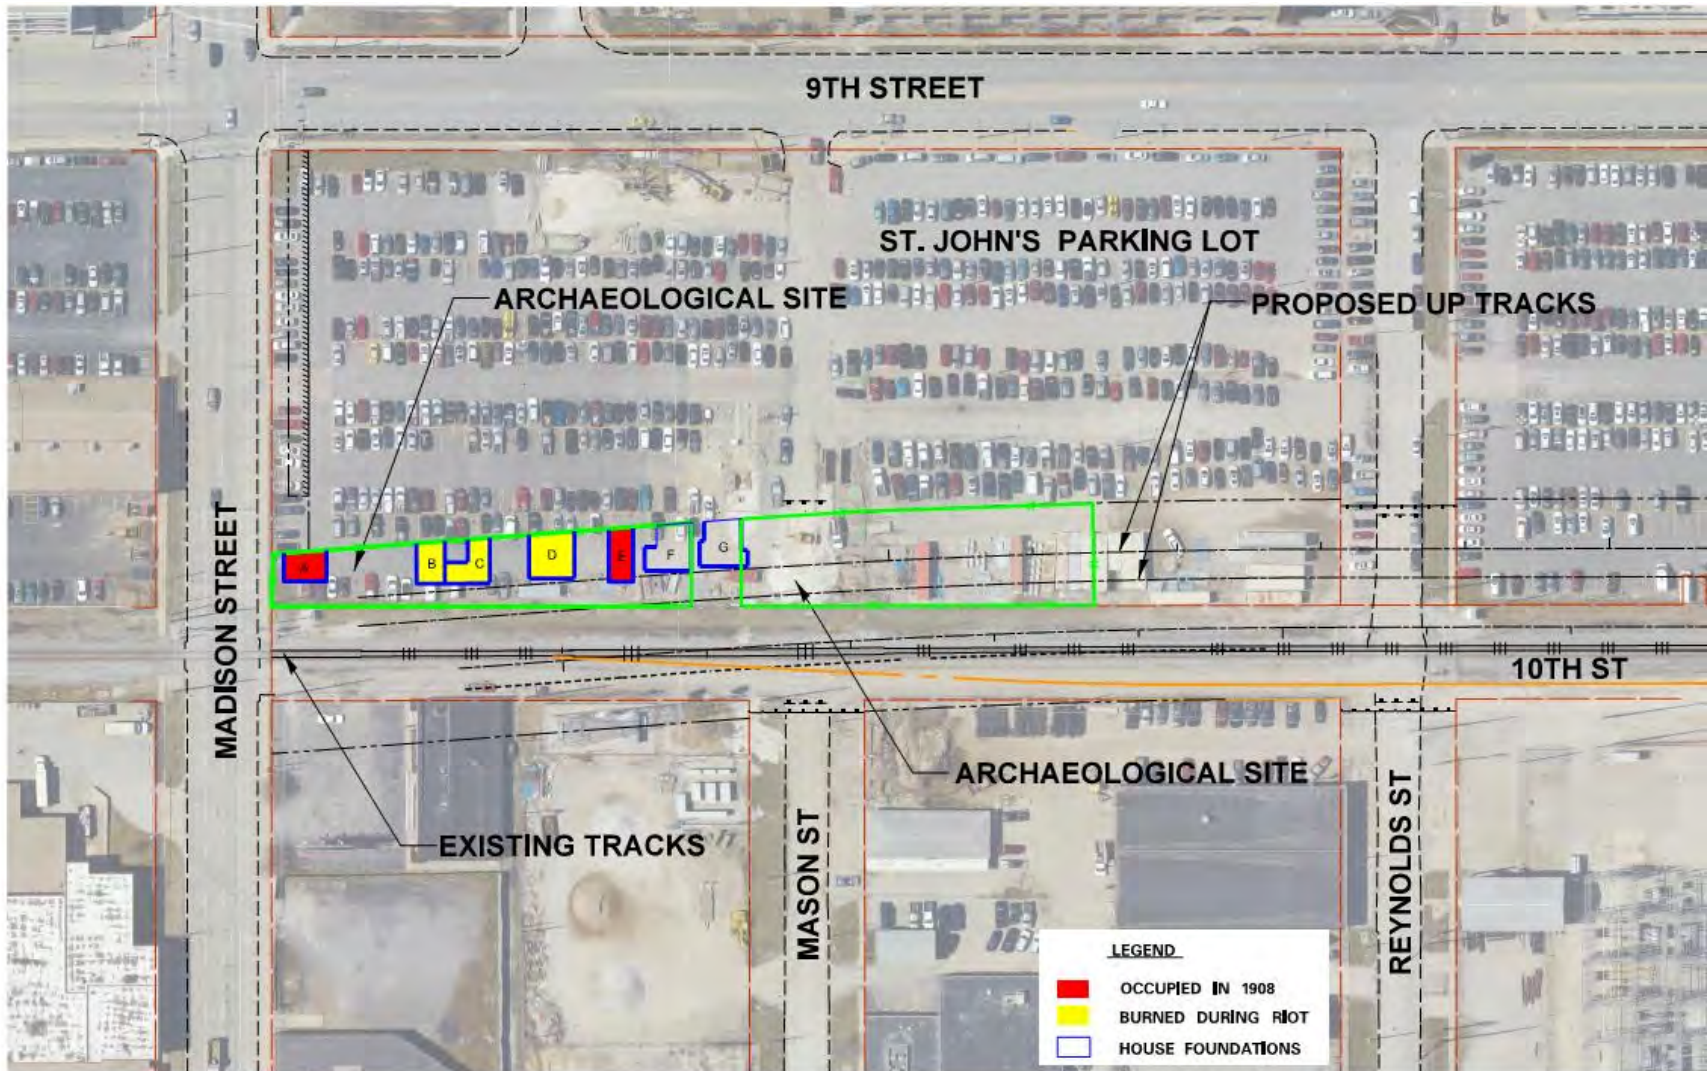 9TH STREET
ST. JOHN'S PARKING LOT
ARCHAEOLOGICAL SITE
PROPOSED UP TRACKS
MADISON STREET
A
B
C
D
E
F
G
10TH ST
ARCHAEOLOGICAL SITE
EXISTING TRACKS
MASON ST
REYNOLDS ST
LEGEND
OCCUPIED IN 1908
BURNED DURING RIOT
HOUSE FOUNDATIONS